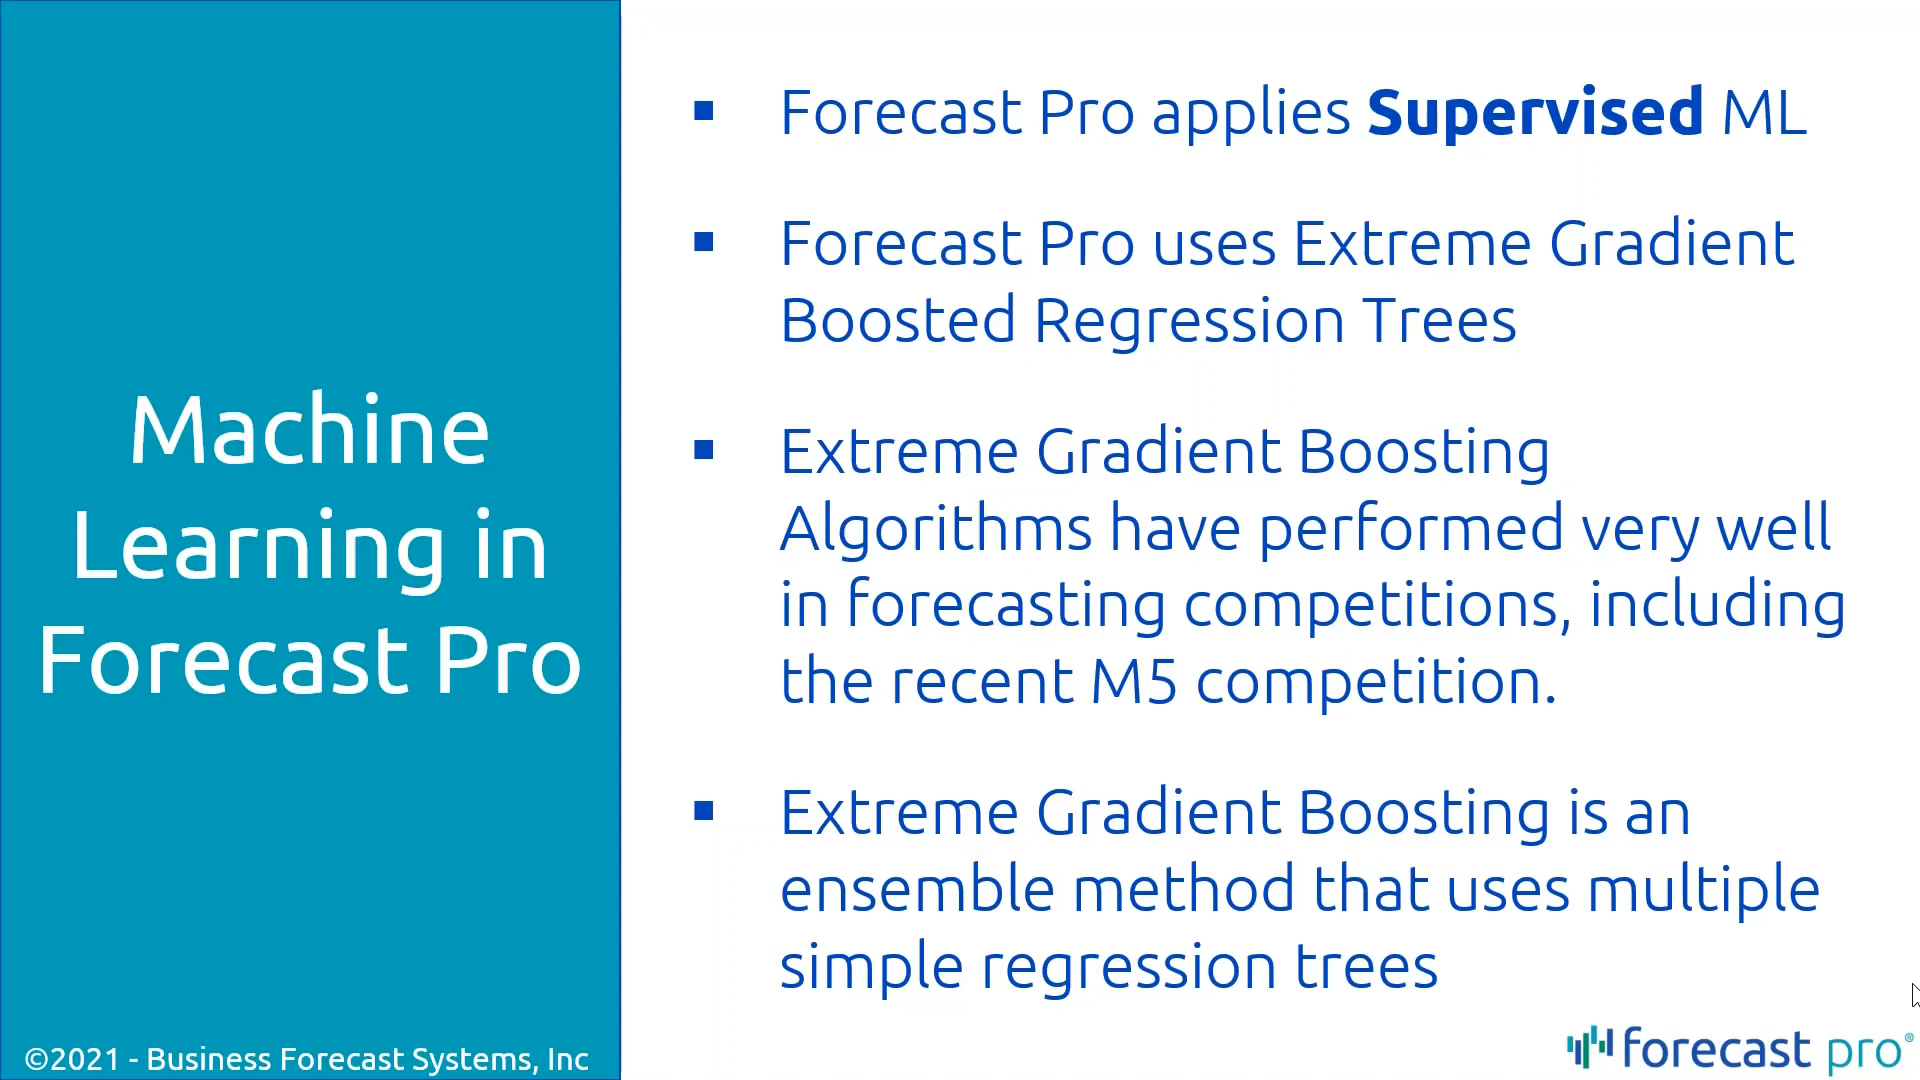 Machine
Learning in
Forecast Pro
©2021 - Business Forecast Systems, Inc
▪ Forecast Pro applies Supervised ML
▪ Forecast Pro uses Extreme Gradient
Boosted Regression Trees
▪ Extreme Gradient Boosting
Algorithms have performed very well
in forecasting competitions, including
the recent M5 competition.
▪ Extreme Gradient Boosting is an
ensemble method that uses multiple
simple regression trees
forecast pro®